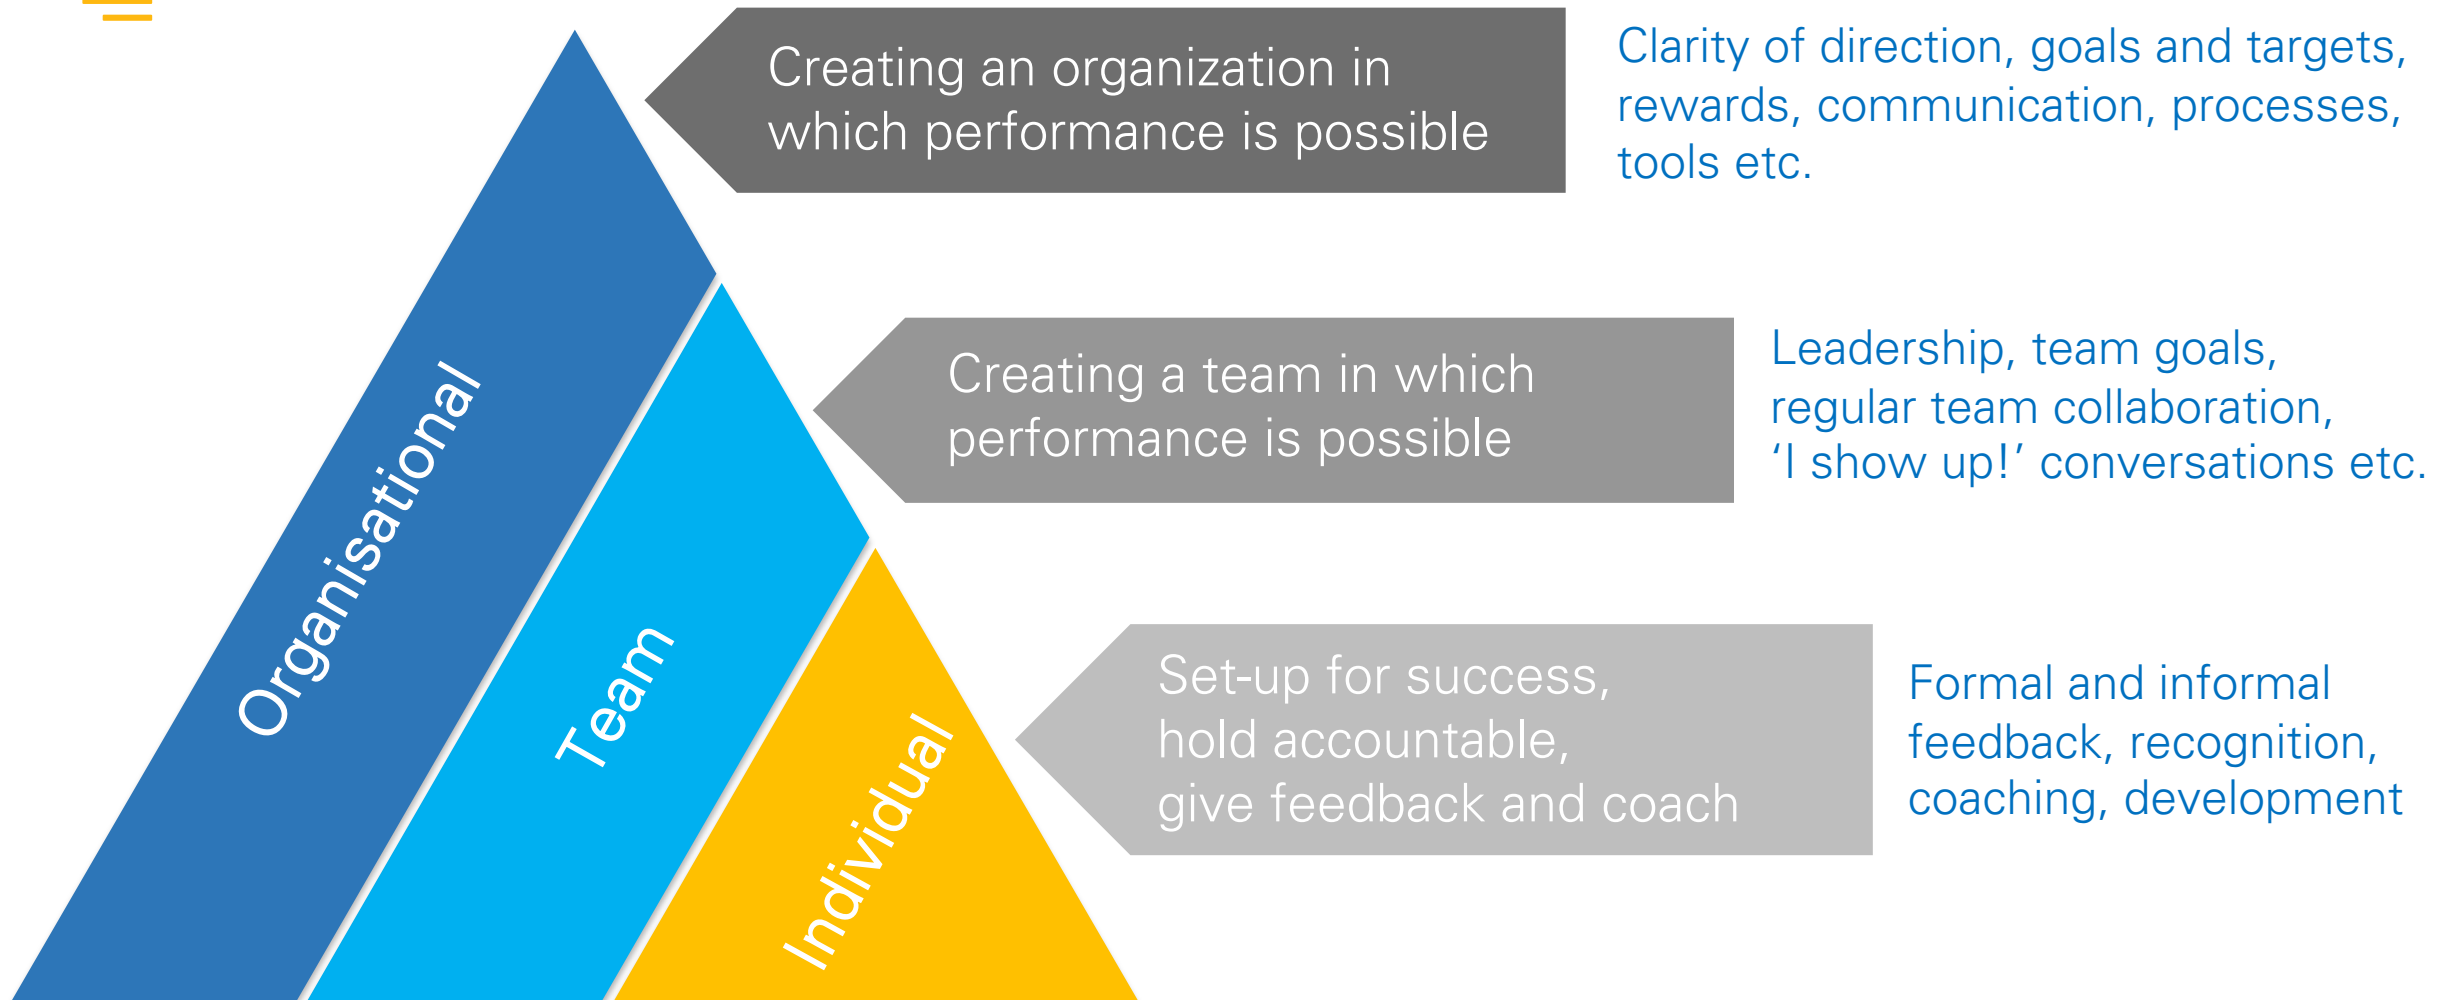 Creating an organization in
which performance is possible
Clarity of direction, goals and targets,
rewards, communication, processes,
tools etc.
Creating a team in which
performance is possible
Leadership, team goals,
regular team collaboration,
‘I show up!’ conversations etc.
Set-up for success,
hold accountable,
give feedback and coach
Formal and informal
feedback, recognition,
coaching, development
Organisational
Team
Individual